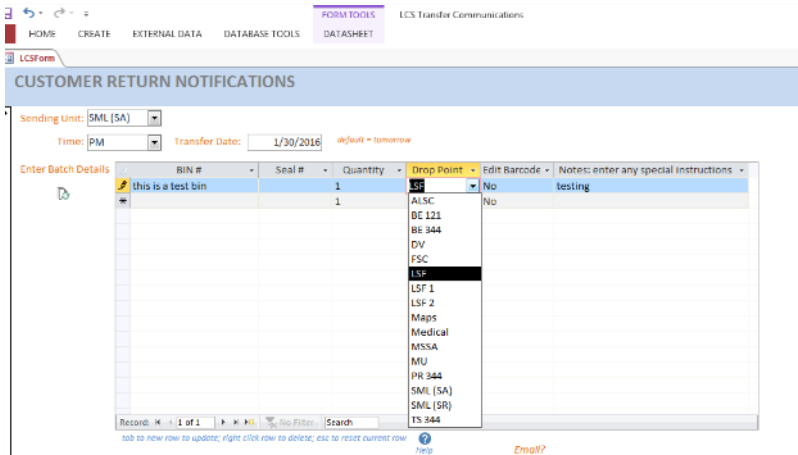 FORM TOOLS LCS Transfer Communications
HOME CREATE EXTERNAL DATA DATABASE TOOLS DATASHEET
LCSForm
CUSTOMER RETURN NOTIFICATIONS
Sending Unit: SML (SA)
Time: PM Transfer Date: 1/30/2016 default = tomorrow
Enter Batch Details BIN # Seal # Quantity Drop Point Edit Barcode Notes: enter any special instructions
this is a test bin 1 LSF No testing
1 No
ALSC
BE 121
BE 344
DV
FSC
LSF
LSF 1
LSF 2
Maps
Medical
MSSA
MU
PR 344
SML (SA)
SML (SR)
TS 344
Record: 1 of 1 No Filter Search
tab to new row to update; right click row to delete; esc to reset current row ?
Help Email?